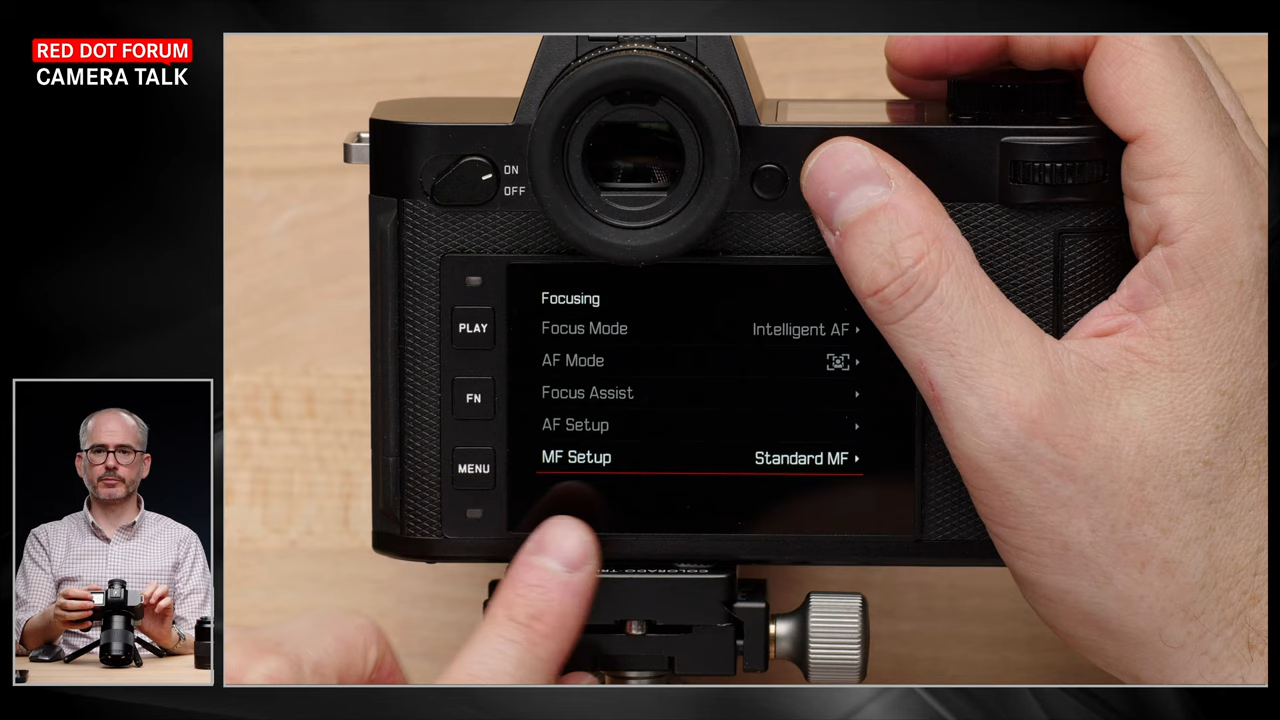 RED DOT FORUM
CAMERA TALK
ON
OFF
PLAY
FN
MENU
Focusing
Focus Mode Intelligent AF
AF Mode
Focus Assist
AF Setup
MF Setup Standard MF